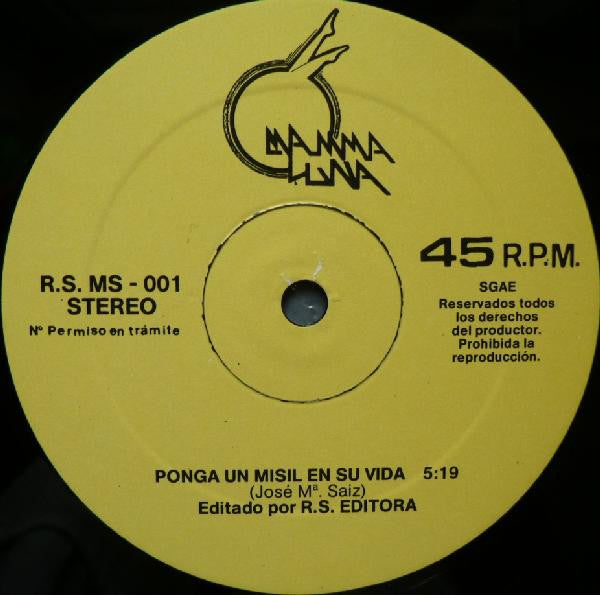 MAMMA
LUNA
45 R.P.M.
R.S. MS - 001
STEREO
Nº Permiso en trámite
SGAE
Reservados todos
los derechos
del productor.
Prohibida la
reproducción.
PONGA UN MISIL EN SU VIDA 5:19
(José Mª. Saiz)
Editado por R.S. EDITORA